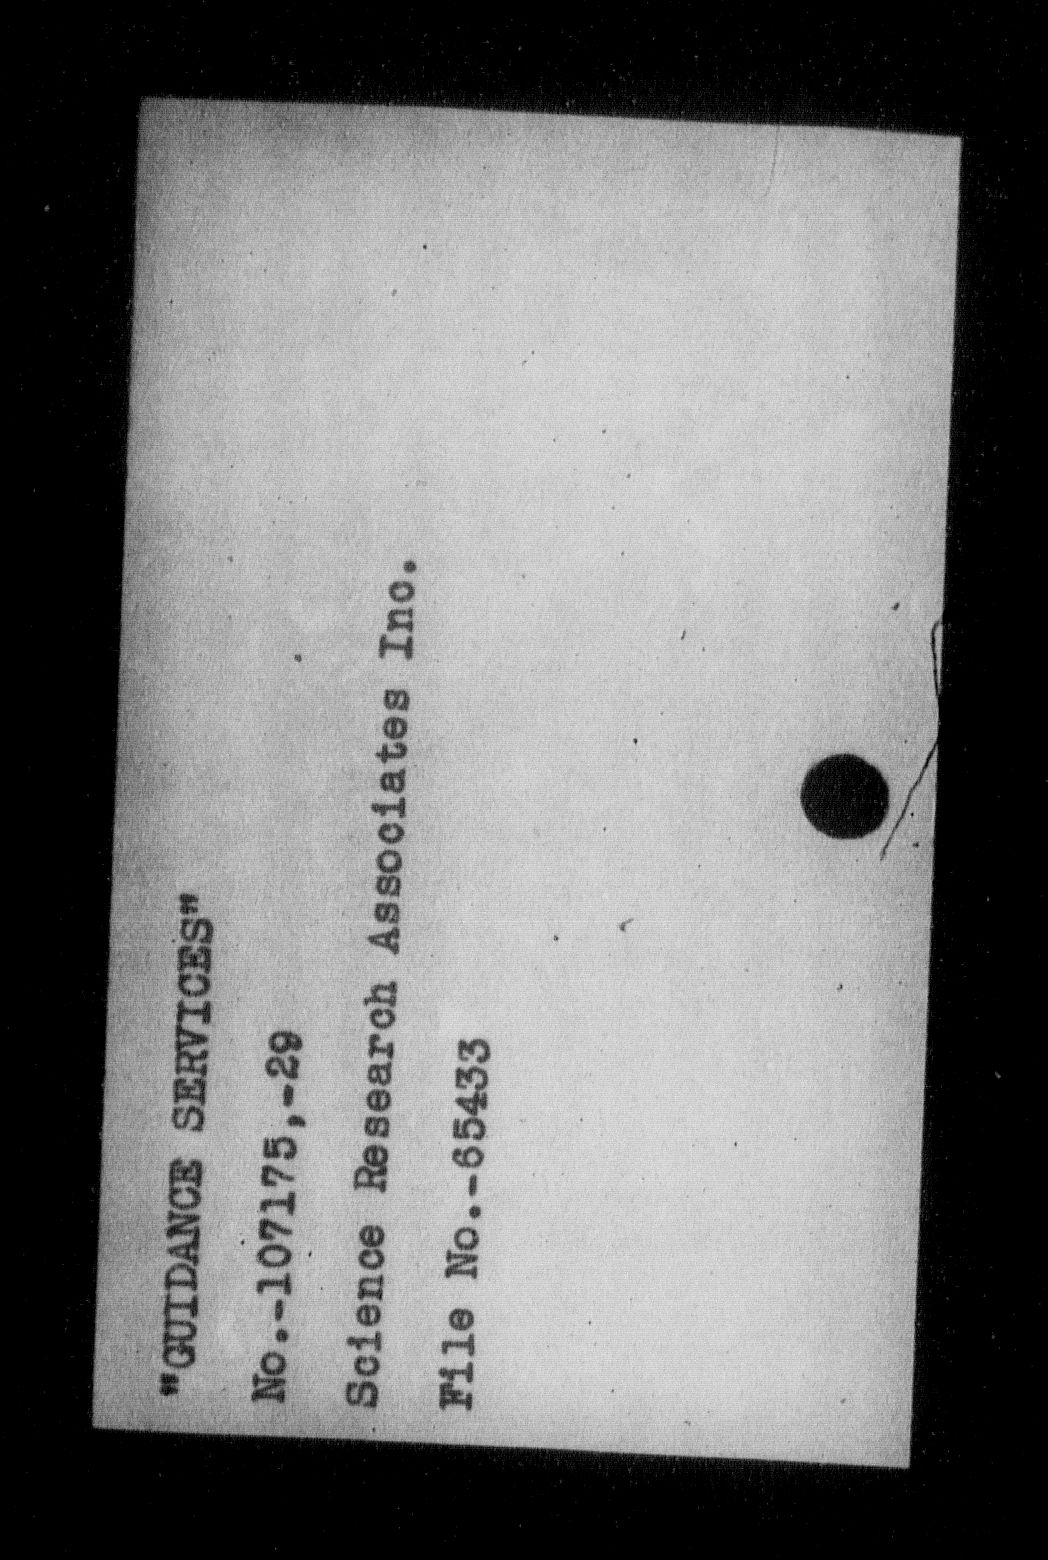 "GUIDANCE SERVICES"
No.-107175,-29
Science Research Associates Inc.
File No.-65433